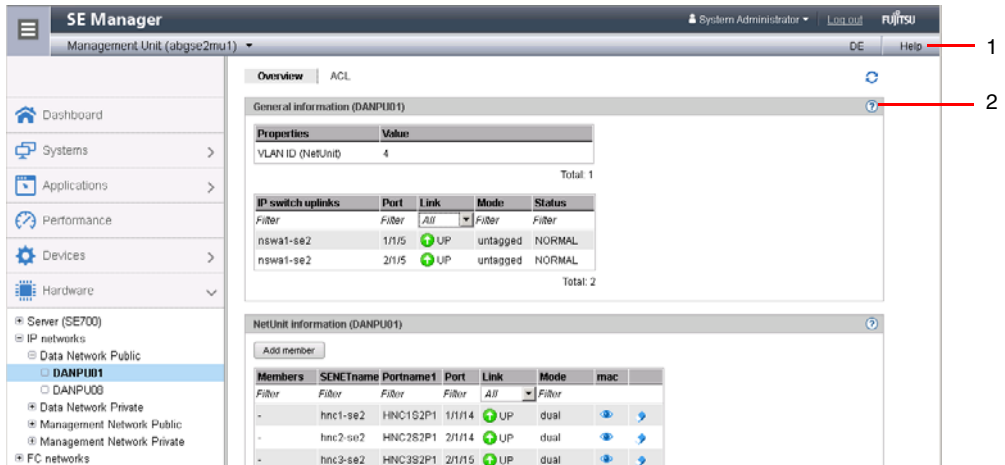 SE Manager
System Administrator
Log out
FUJITSU
Management Unit (abgse2mu1)
DE
Help
1
Overview
ACL
General information (DANPU01)
2
Dashboard
Systems
Applications
Performance
Devices
Hardware
Server (SE700)
IP networks
Data Network Public
DANPU01
DANPU08
Data Network Private
Management Network Public
Management Network Private
FC networks
Properties Value
VLAN ID (NetUnit) 4
Total: 1
IP switch uplinks Port Link Mode Status
Filter Filter All Filter Filter
nswa1-se2 1/1/5 UP untagged NORMAL
nswa1-se2 2/1/5 UP untagged NORMAL
Total: 2
NetUnit information (DANPU01)
Add member
Members SENETname Portname1 Port Link Mode mac
Filter Filter Filter Filter All Filter
- hnc1-se2 HNC1S2P1 1/1/14 UP dual
- hnc2-se2 HNC2S2P1 2/1/14 UP dual
- hnc3-se2 HNC3S2P1 2/1/15 UP dual